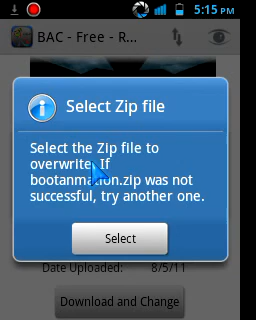 5:15 PM
BAC - Free - R...
Select Zip file
Select the Zip file to
overwrite. If
bootanmation.zip was not
successful, try another one.
Select
Date Uploaded: 8/5/11
Download and Change